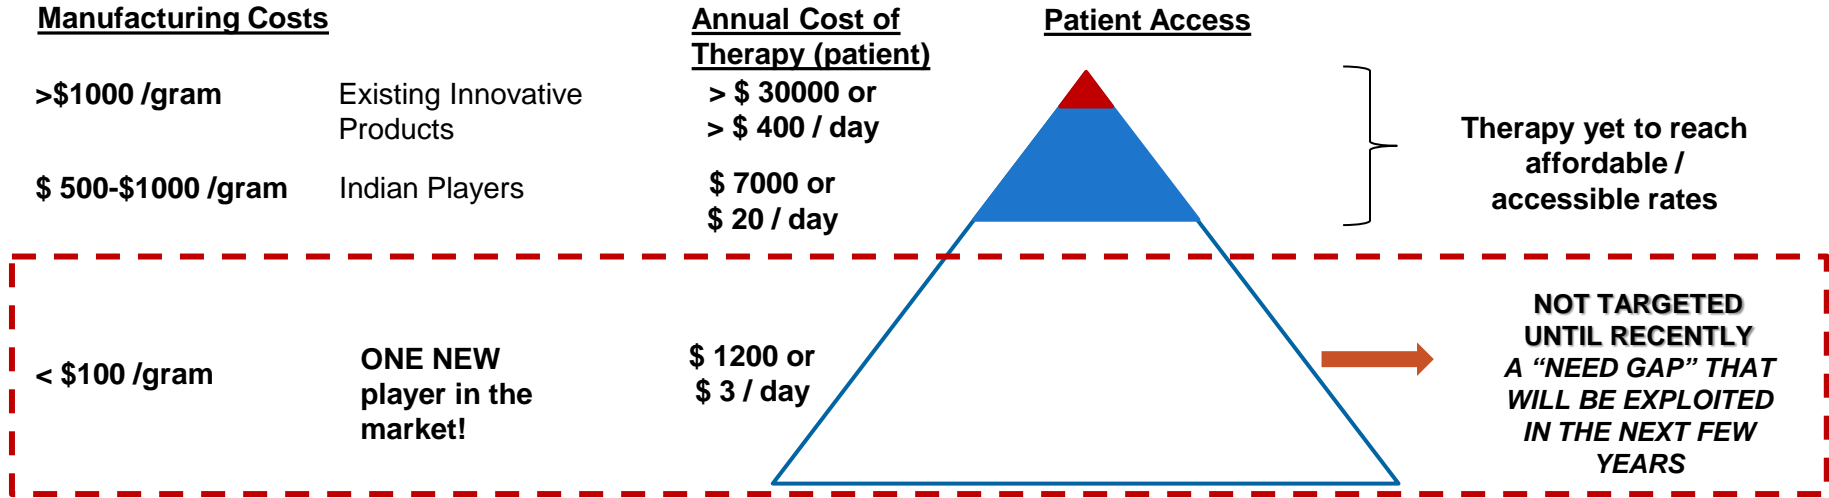 Manufacturing Costs
Annual Cost of
Therapy (patient)
Patient Access
>$1000 /gram
Existing Innovative
Products
> $ 30000 or
> $ 400 / day
Therapy yet to reach
affordable /
accessible rates
$ 500-$1000 /gram
Indian Players
$ 7000 or
$ 20 / day
< $100 /gram
ONE NEW
player in the
market!
$ 1200 or
$ 3 / day
NOT TARGETED
UNTIL RECENTLY
A “NEED GAP” THAT
WILL BE EXPLOITED
IN THE NEXT FEW
YEARS